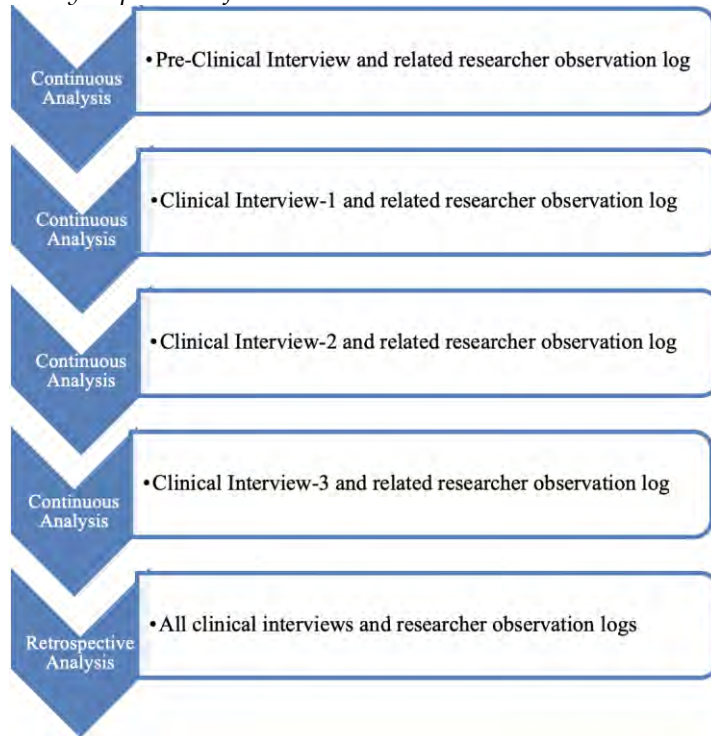 Continuous
Analysis
•Pre-Clinical Interview and related researcher observation log
Continuous
Analysis
•Clinical Interview-1 and related researcher observation log
Continuous
Analysis
•Clinical Interview-2 and related researcher observation log
Continuous
Analysis
•Clinical Interview-3 and related researcher observation log
Retrospective
Analysis
•All clinical interviews and researcher observation logs